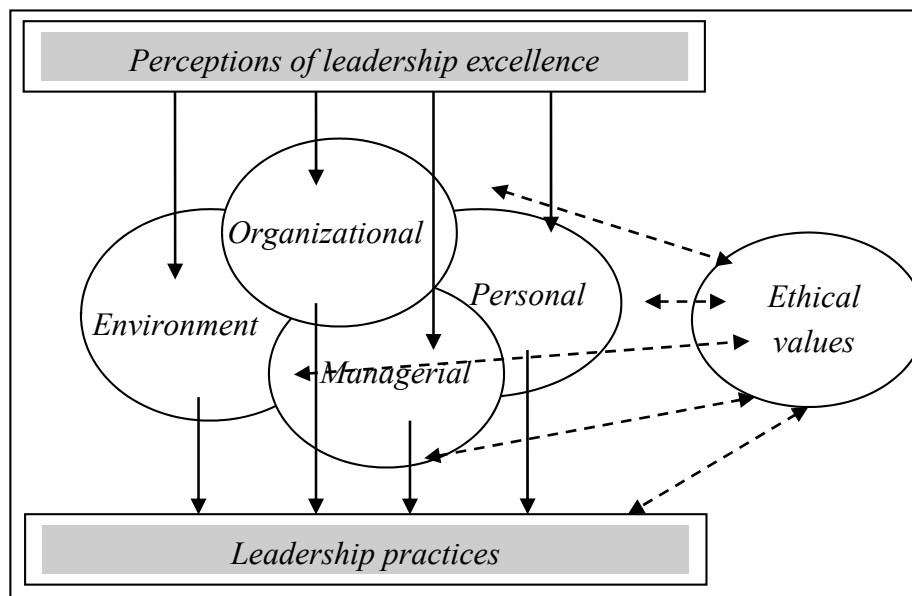 Perceptions of leadership excellence
Organizational
Personal
Environment
Managerial
Ethical
values
Leadership practices